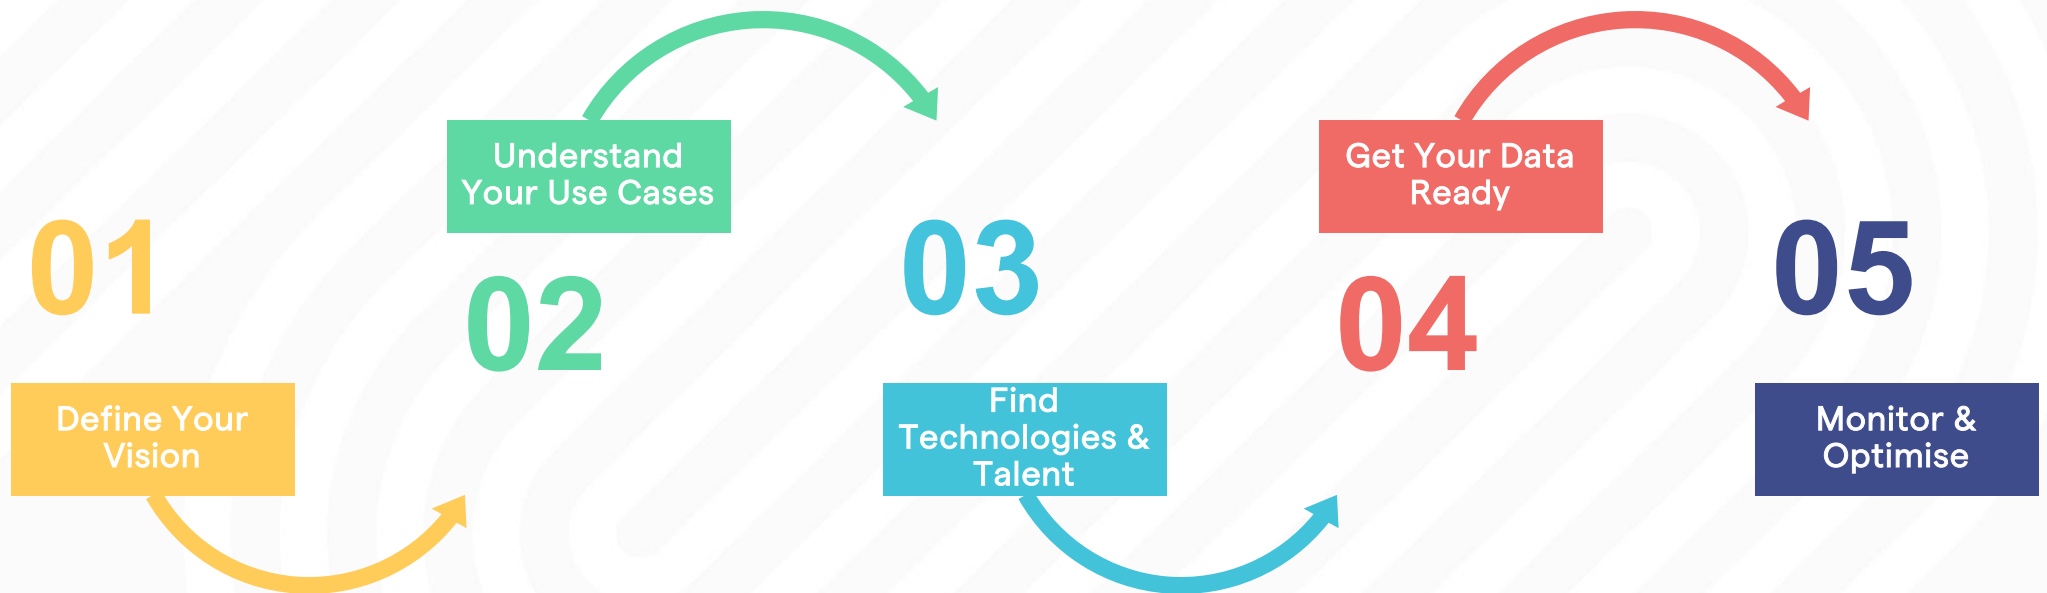 01
Define Your
Vision
Understand
Your Use Cases
02
03
Find
Technologies &
Talent
Get Your Data
Ready
04
05
Monitor &
Optimise